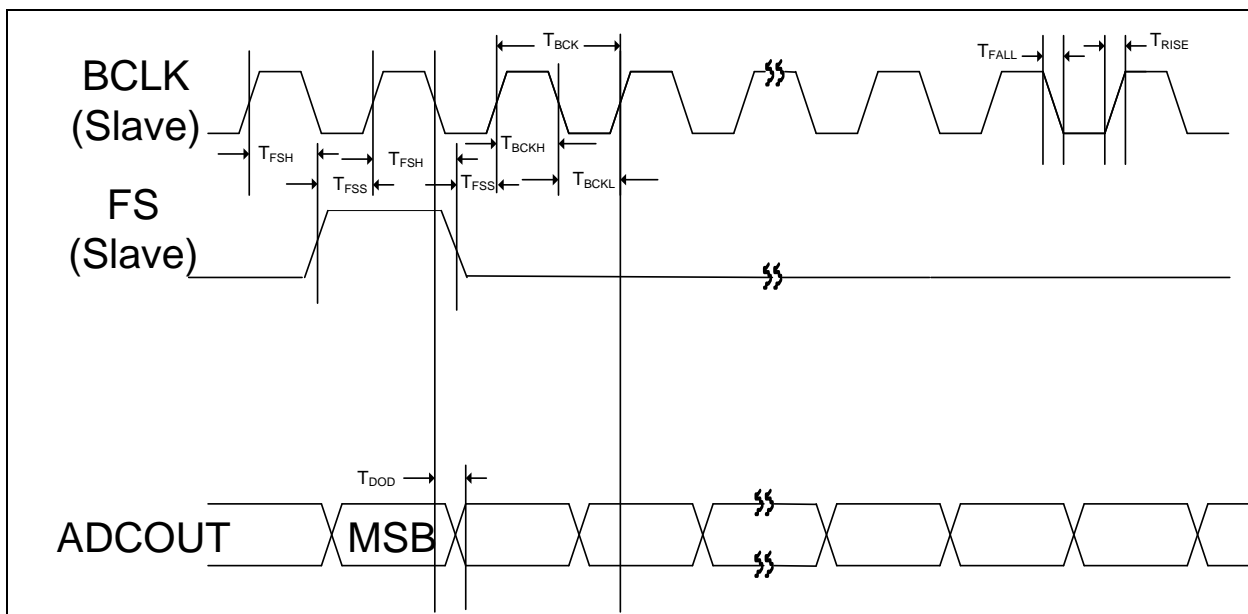 T_BCK
T_FALL
T_RISE
BCLK
(Slave)
T_FSH
T_FSH
T_BCKH
T_FSS
T_FSS
T_BCKL
FS
(Slave)
T_DOD
ADCOUT
MSB